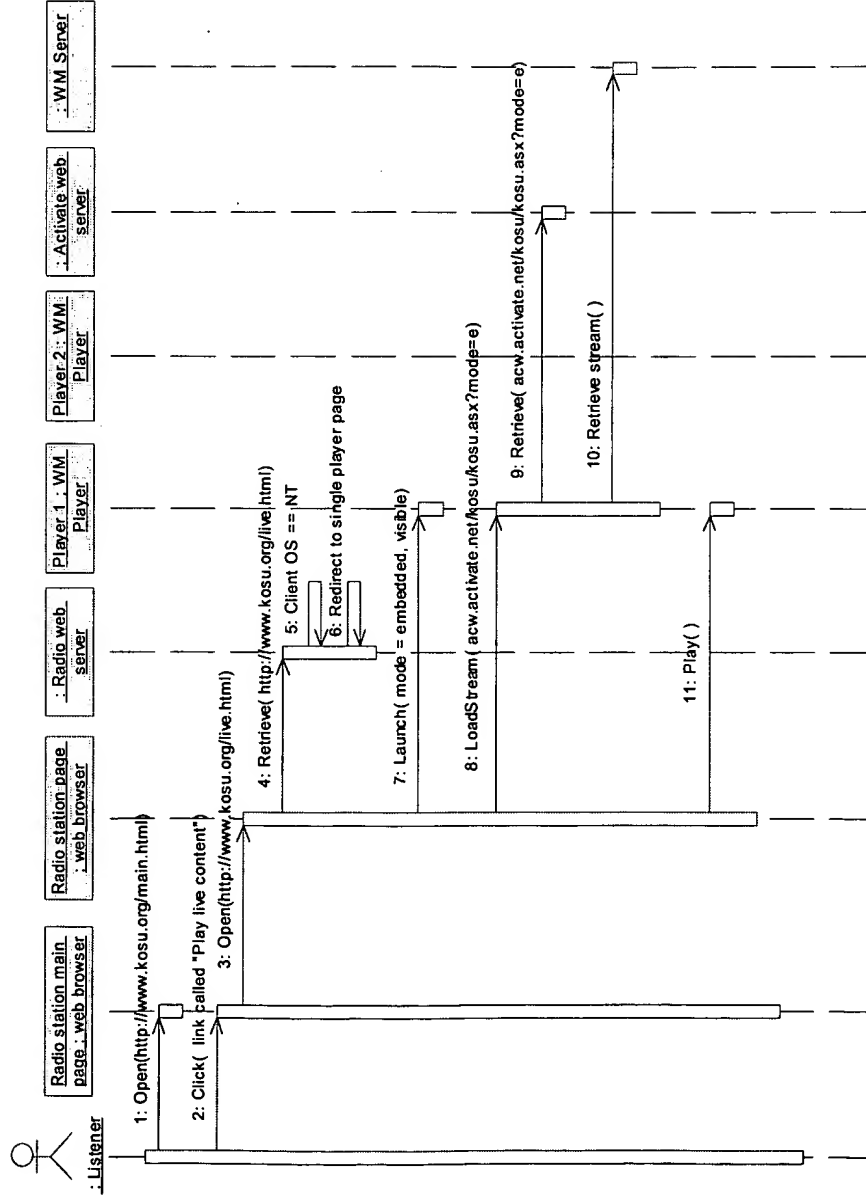 : Listener
Radio station main
page : web browser
Radio station page
: web browser
: Radio web
server
Player 1 : WM
Player
Player 2 : WM
Player
: Activate web
server
: WM Server
1: Open(http://www.kosu.org/main.html)
2: Click( link called "Play live content")
3: Open(http://www.kosu.org/live.html)
4: Retrieve( http://www.kosu.org/live.html)
5: Client OS == NT
6: Redirect to single player page
7: Launch( mode = embedded, visible)
8: LoadStream( acw.activate.net/kosu/kosu.asx?mode=e)
9: Retrieve( acw.activate.net/kosu/kosu.asx?mode=e)
10: Retrieve stream( )
11: Play( )